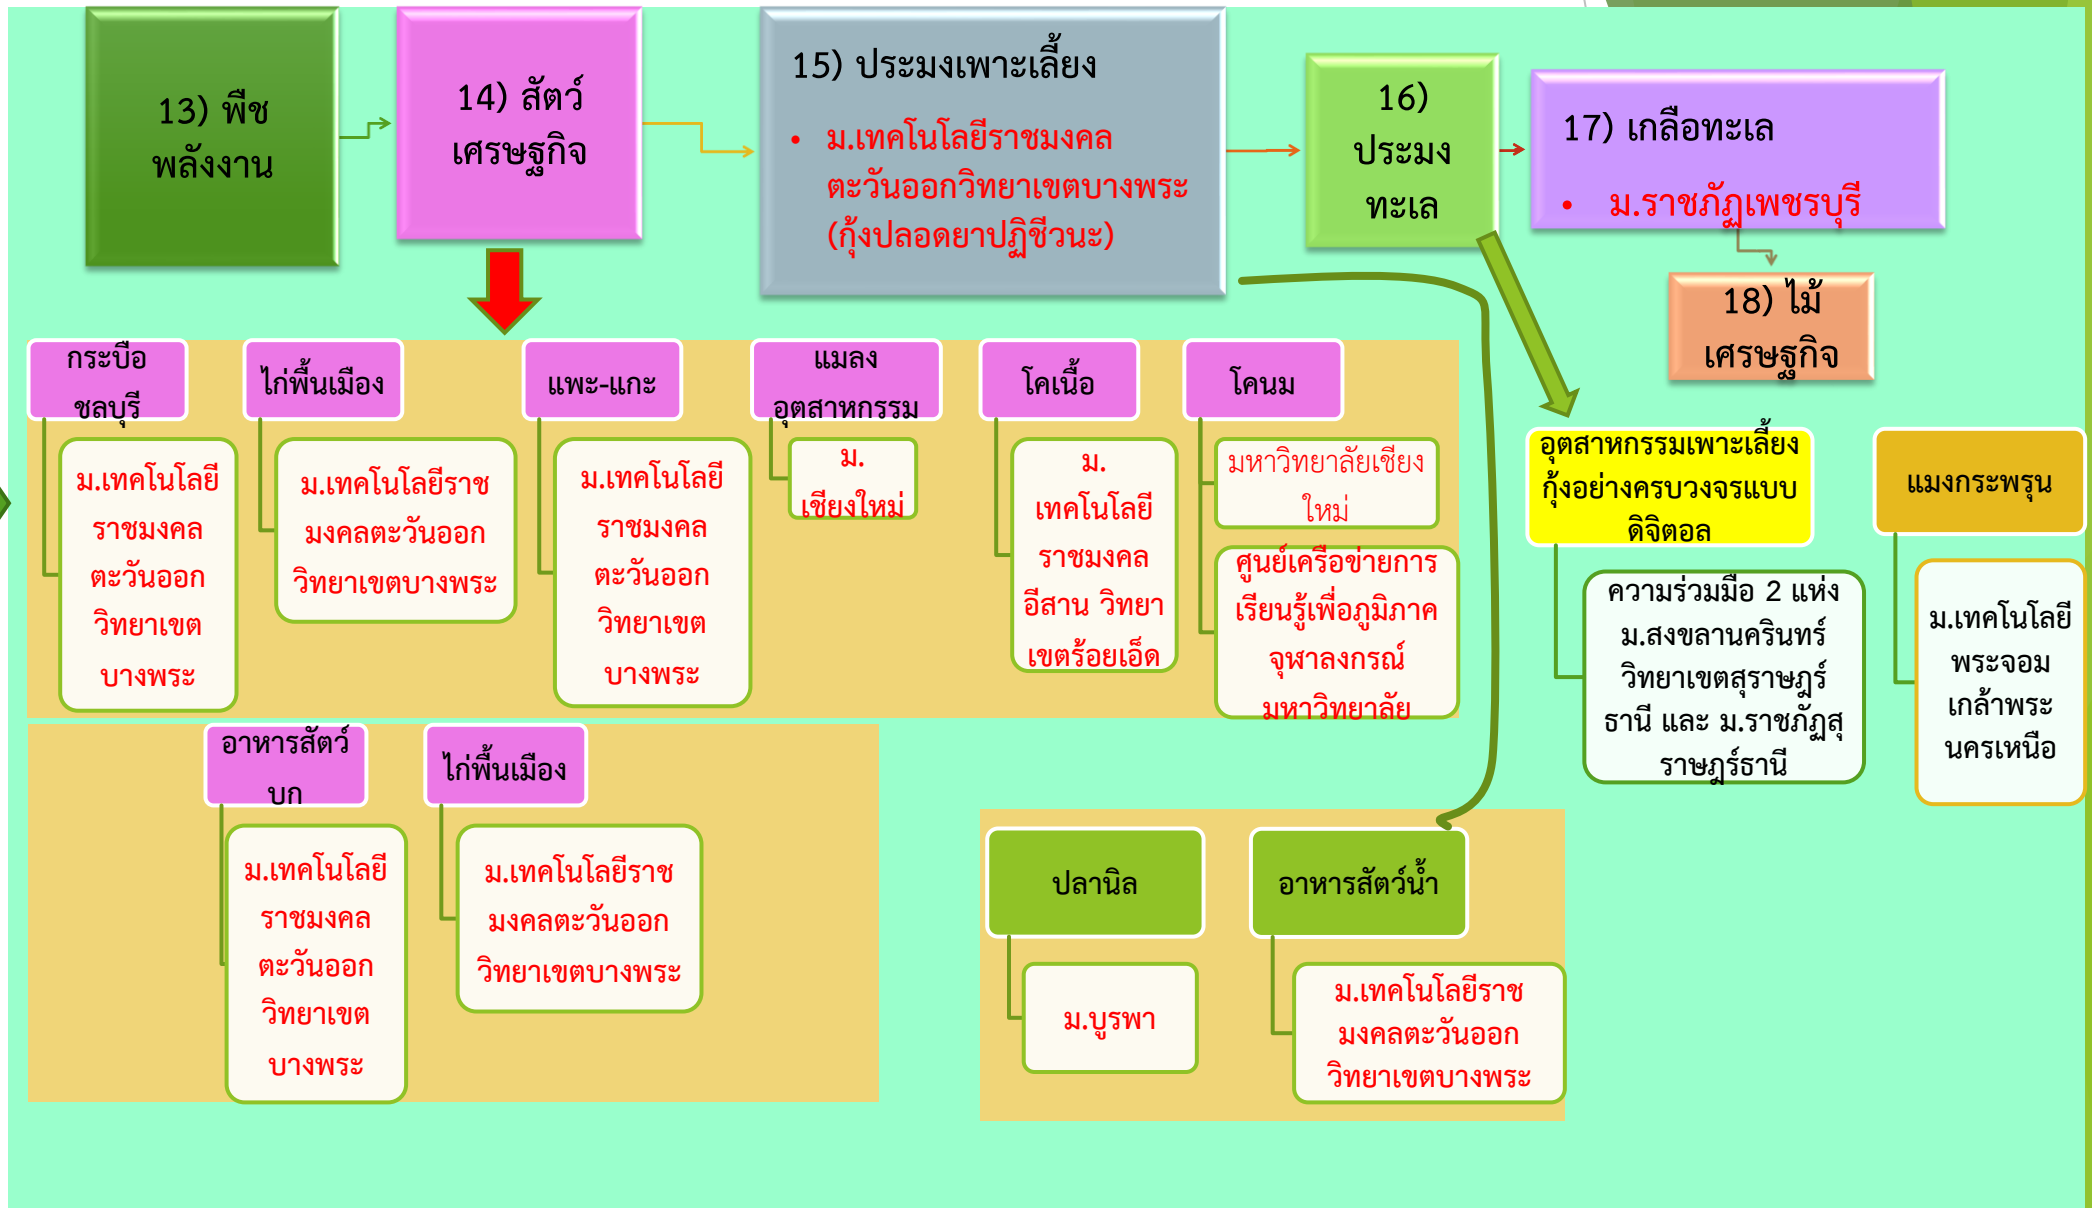 13) พืช
พลังงาน
14) สัตว์
เศรษฐกิจ
15) ประมงเพาะเลี้ยง
• ม.เทคโนโลยีราชมงคล
ตะวันออกวิทยาเขตบางพระ
(กุ้งปลอดยาปฏิชีวนะ)
16)
ประมง
ทะเล
17) เกลือทะเล
• ม.ราชภัฏเพชรบุรี
18) ไม้
เศรษฐกิจ
กระบือ
ชลบุรี
ม.เทคโนโลยี
ราชมงคล
ตะวันออก
วิทยาเขต
บางพระ
ไก่พื้นเมือง
ม.เทคโนโลยีราช
มงคลตะวันออก
วิทยาเขตบางพระ
แพะ-แกะ
ม.เทคโนโลยี
ราชมงคล
ตะวันออก
วิทยาเขต
บางพระ
แมลง
อุตสาหกรรม
ม.
เชียงใหม่
โคเนื้อ
ม.
เทคโนโลยี
ราชมงคล
อีสาน วิทยา
เขตร้อยเอ็ด
โคนม
มหาวิทยาลัยเชียง
ใหม่
ศูนย์เครือข่ายการ
เรียนรู้เพื่อภูมิภาค
จุฬาลงกรณ์
มหาวิทยาลัย
อุตสาหกรรมเพาะเลี้ยง
กุ้งอย่างครบวงจรแบบ
ดิจิตอล
ความร่วมมือ 2 แห่ง
ม.สงขลานครินทร์
วิทยาเขตสุราษฎร์
ธานี และ ม.ราชภัฏสุ
ราษฎร์ธานี
แมงกระพรุน
ม.เทคโนโลยี
พระจอม
เกล้าพระ
นครเหนือ
อาหารสัตว์
บก
ม.เทคโนโลยี
ราชมงคล
ตะวันออก
วิทยาเขต
บางพระ
ไก่พื้นเมือง
ม.เทคโนโลยีราช
มงคลตะวันออก
วิทยาเขตบางพระ
ปลานิล
ม.บูรพา
อาหารสัตว์น้ำ
ม.เทคโนโลยีราช
มงคลตะวันออก
วิทยาเขตบางพระ